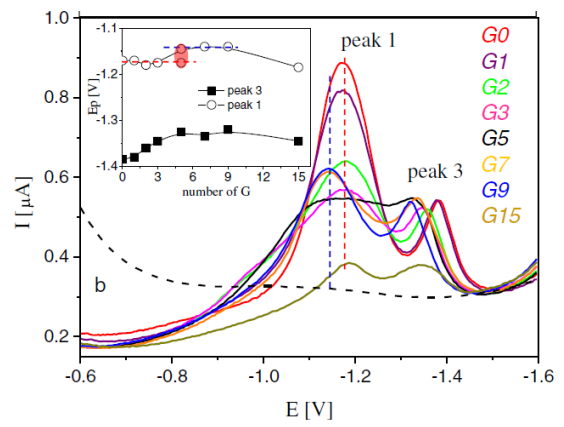 1.0
0.8
0.6
0.4
0.2
I [µA]
-0.6
-0.8
-1.0
-1.2
-1.4
-1.6
E [V]
b
peak 1
peak 3
G0
G1
G2
G3
G5
G7
G9
G15
-1.1
-1.2
-1.3
-1.4
Ep [V]
0
3
6
9
12
15
number of G
peak 3
peak 1